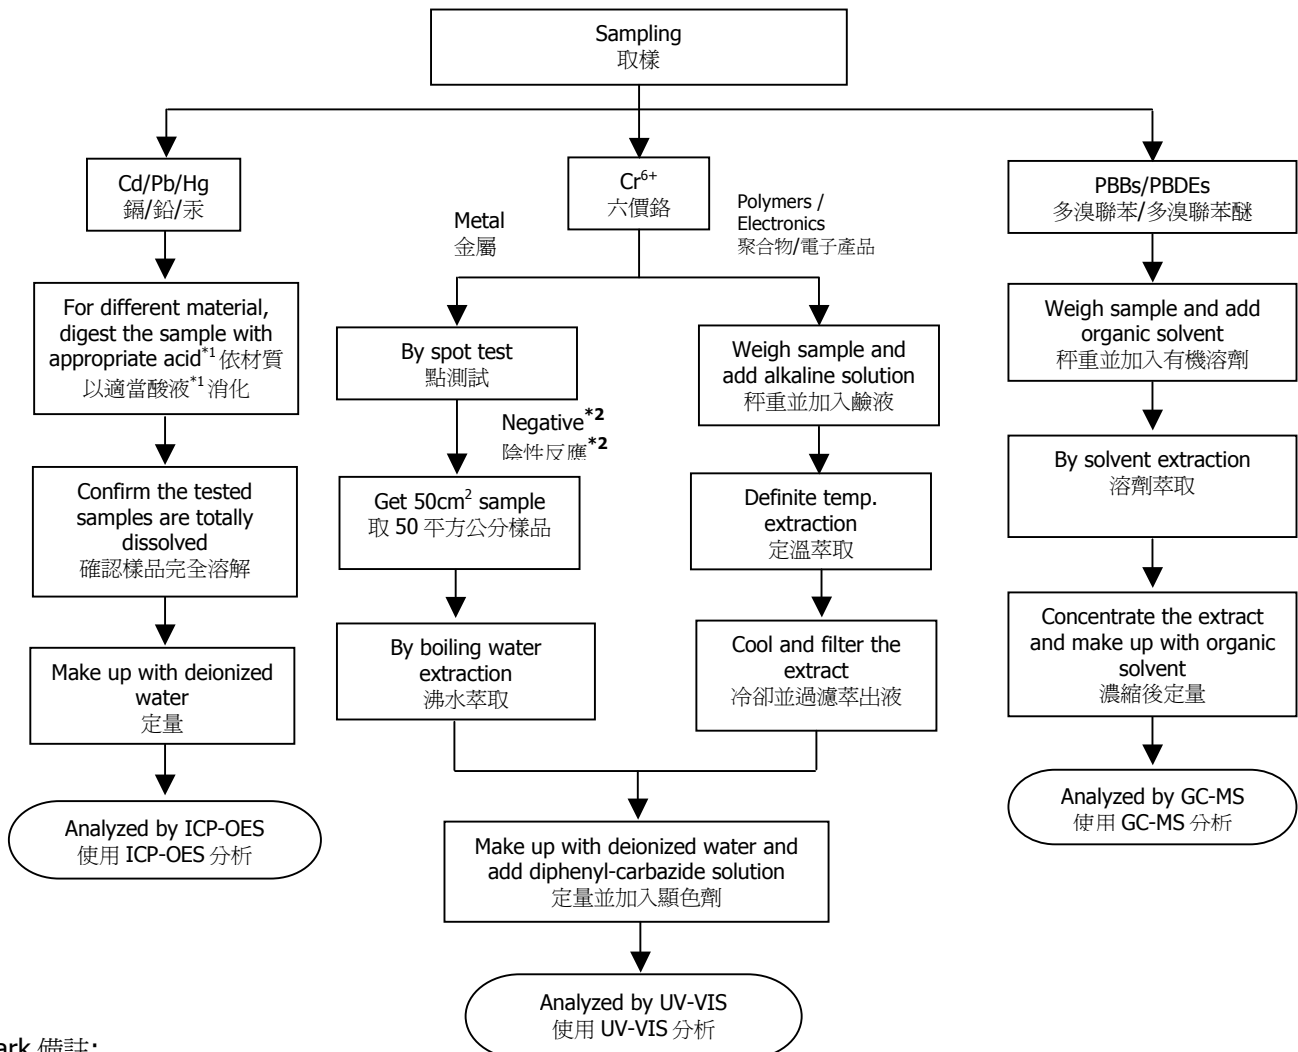 Sampling
取樣
Cd/Pb/Hg
鎘/鉛/汞
For different material,
digest the sample with
appropriate acid*1 依材質
以適當酸液*1 消化
Confirm the tested
samples are totally
dissolved
確認樣品完全溶解
Make up with deionized
water
定量
Analyzed by ICP-OES
使用 ICP-OES 分析
Cr6+
六價鉻
Metal
金屬
Polymers /
Electronics
聚合物/電子產品
By spot test
點測試
Negative*2
陰性反應*2
Get 50cm2 sample
取 50 平方公分樣品
By boiling water
extraction
沸水萃取
Weigh sample and
add alkaline solution
秤重並加入鹼液
Definite temp.
extraction
定溫萃取
Cool and filter the
extract
冷卻並過濾萃出液
Make up with deionized water and
add diphenyl-carbazide solution
定量並加入顯色劑
Analyzed by UV-VIS
使用 UV-VIS 分析
PBBs/PBDEs
多溴聯苯/多溴聯苯醚
Weigh sample and add
organic solvent
秤重並加入有機溶劑
By solvent extraction
溶劑萃取
Concentrate the extract
and make up with organic
solvent
濃縮後定量
Analyzed by GC-MS
使用 GC-MS 分析
ark 備註: